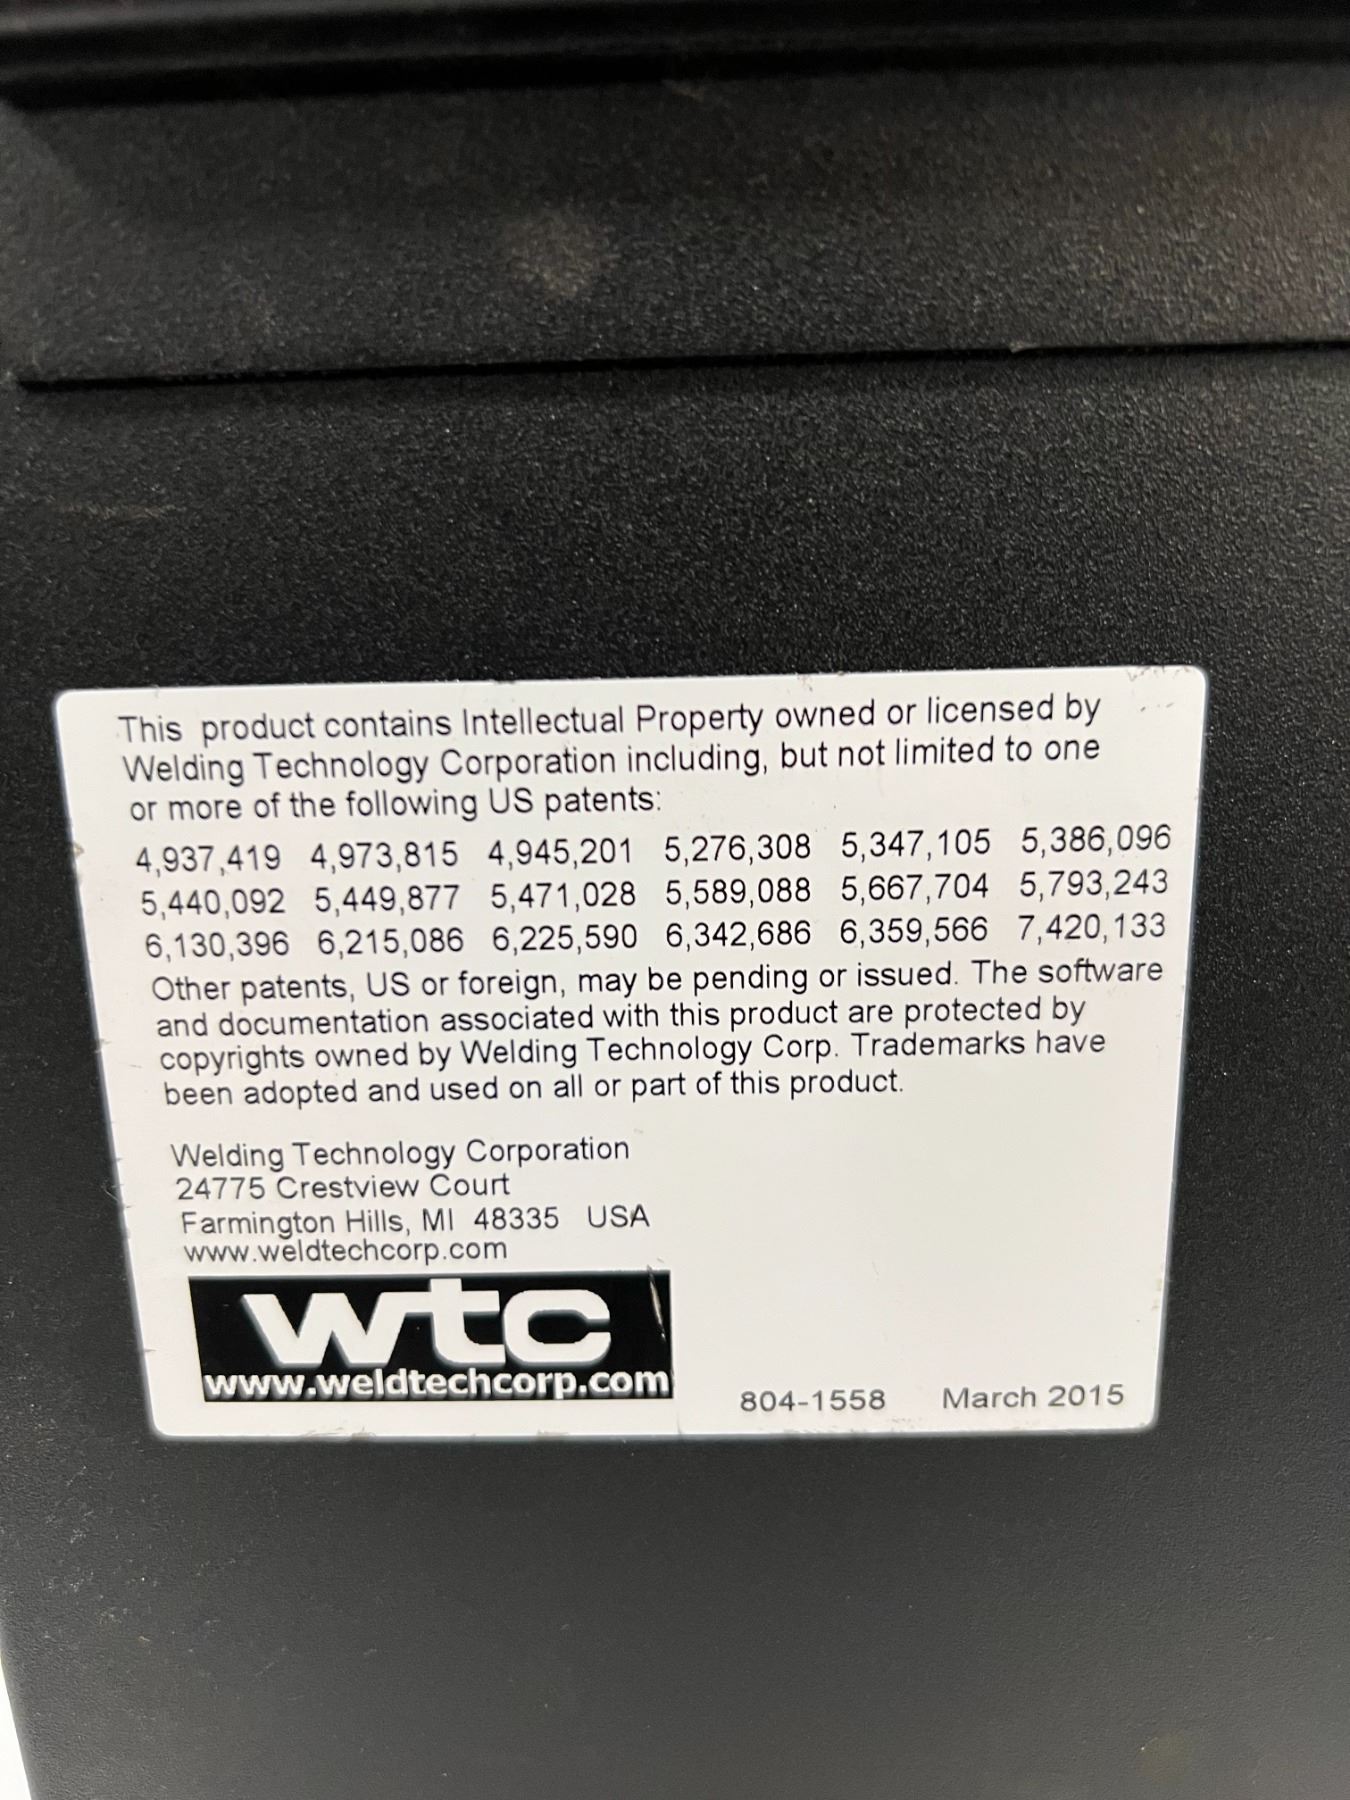 This product contains Intellectual Property owned or licensed by
Welding Technology Corporation including, but not limited to one
or more of the following US patents:
4,937,419 4,973,815 4,945,201 5,276,308 5,347,105 5,386,096
5,440,092 5,449,877 5,471,028 5,589,088 5,667,704 5,793,243
6,130,396 6,215,086 6,225,590 6,342,686 6,359,566 7,420,133
Other patents, US or foreign, may be pending or issued. The software
and documentation associated with this product are protected by
copyrights owned by Welding Technology Corp. Trademarks have
been adopted and used on all or part of this product.
Welding Technology Corporation
24775 Crestview Court
Farmington Hills, MI 48335 USA
www.weldtechcorp.com
wtc
www.weldtechcorp.com
804-1558 March 2015